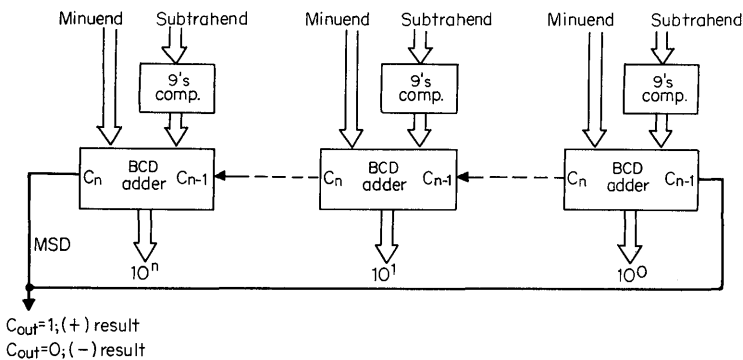 Minuend Subtrahend Minuend Subtrahend Minuend Subtrahend
9's comp. 9's comp. 9's comp.
Cn BCD adder Cn-1 Cn BCD adder Cn-1 Cn BCD adder Cn-1
MSD
10ⁿ 10¹ 10⁰
Cout=1;(+) result
Cout=0;(−) result